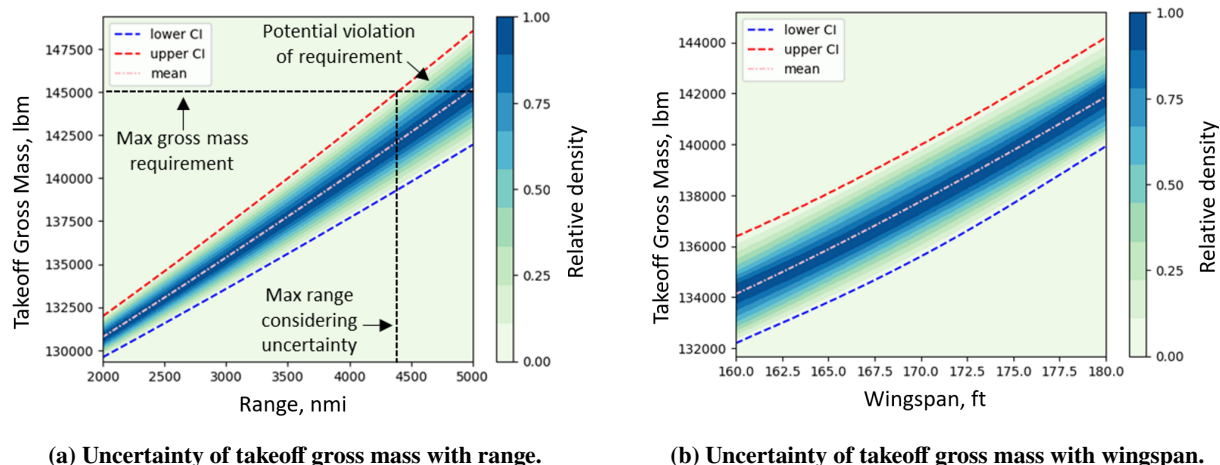 lower CI
upper CI
mean
Potential violation
of requirement
Max gross mass
requirement
Max range
considering
uncertainty
147500
145000
142500
140000
137500
135000
132500
130000
Takeoff Gross Mass, lbm
2000 2500 3000 3500 4000 4500 5000
Range, nmi
1.00
0.75
0.50
0.25
0.00
Relative density
(a) Uncertainty of takeoff gross mass with range.
lower CI
upper CI
mean
144000
142000
140000
138000
136000
134000
132000
Takeoff Gross Mass, lbm
160.0 162.5 165.0 167.5 170.0 172.5 175.0 177.5 180.0
Wingspan, ft
1.00
0.75
0.50
0.25
0.00
Relative density
(b) Uncertainty of takeoff gross mass with wingspan.